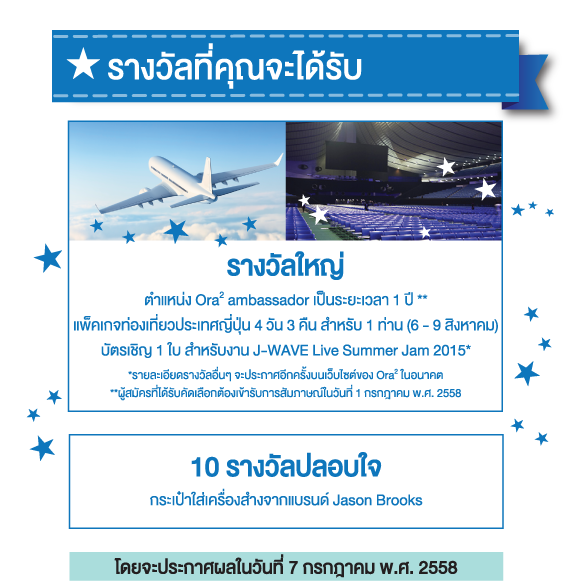 รางวัลที่คุณจะได้รับ
รางวัลใหญ่
ตำแหน่ง Ora² ambassador เป็นระยะเวลา 1 ปี **
แพ็คเกจท่องเที่ยวประเทศญี่ปุ่น 4 วัน 3 คืน สำหรับ 1 ท่าน (6 - 9 สิงหาคม)
บัตรเชิญ 1 ใบ สำหรับงาน J-WAVE Live Summer Jam 2015*
*รายละเอียดรางวัลอื่นๆ จะประกาศอีกครั้งบนเว็บไซต์ของ Ora² ในอนาคต
**ผู้สมัครที่ได้รับคัดเลือกต้องเข้ารับการสัมภาษณ์ในวันที่ 1 กรกฎาคม พ.ศ. 2558
10 รางวัลปลอบใจ
กระเป๋าใส่เครื่องสำางจากแบรนด์ Jason Brooks
โดยจะประกาศผลในวันที่ 7 กรกฎาคม พ.ศ. 2558